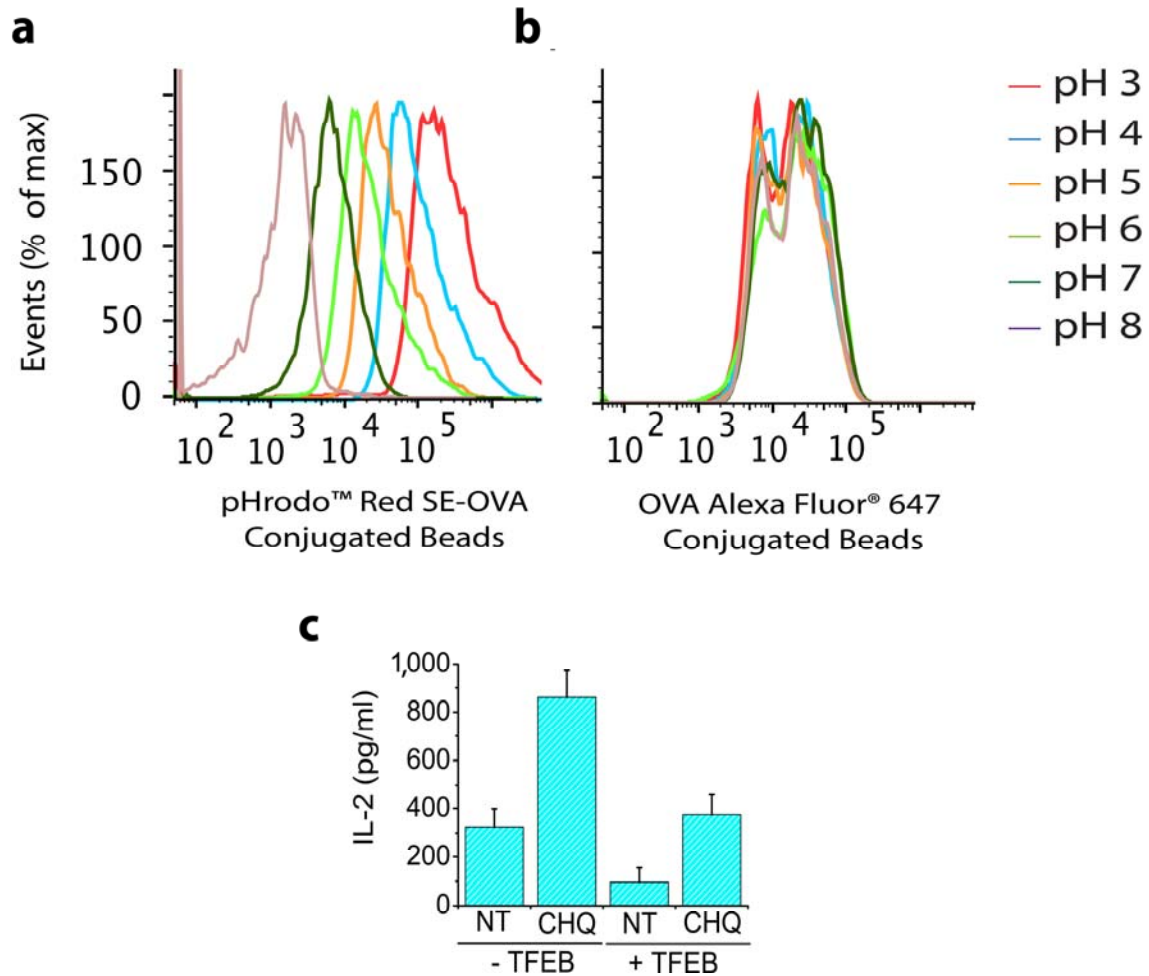 a
b
Events (% of max)
150
100
50
0
10 2 10 3 10 4 10 5
pHrodo™ Red SE-OVA
Conjugated Beads
10 2 10 3 10 4 10 5
OVA Alexa Fluor® 647
Conjugated Beads
pH 3
pH 4
pH 5
pH 6
pH 7
pH 8
c
IL-2 (pg/ml)
1,000
800
600
400
200
0
NT CHQ NT CHQ
- TFEB + TFEB